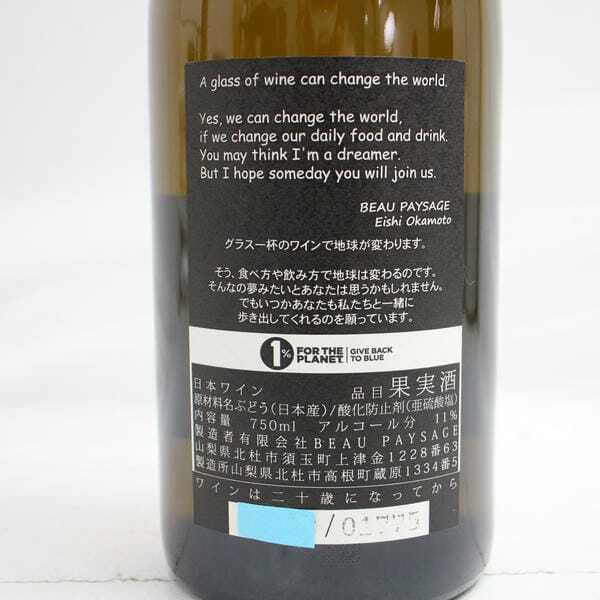 A glass of wine can change the world.
Yes, we can change the world,
if we change our daily food and drink.
You may think I'm a dreamer.
But I hope someday you will join us.
BEAU PAYSAGE
Eishi Okamoto
グラス一杯のワインで地球が変わります。
そう、食べ方や飲み方で地球は変わるのです。
そんなの夢みたいとあなたは思うかもしれません。
でもいつかあなたも私たちと一緒に
歩き出してくれるのを願っています。
1% FOR THE PLANET. GIVE BACK TO BLUE
日本ワイン 品目 果実酒
原材料名ぶどう(日本産)/酸化防止剤(亜硫酸塩)
内容量 750ml アルコール分 11%
製造者有限会社BEAU PAYSAGE
山梨県北杜市須玉町上津金1228番63
製造所山梨県北杜市高根町蔵原1334番5
ワインは二十歳になってから
/01775